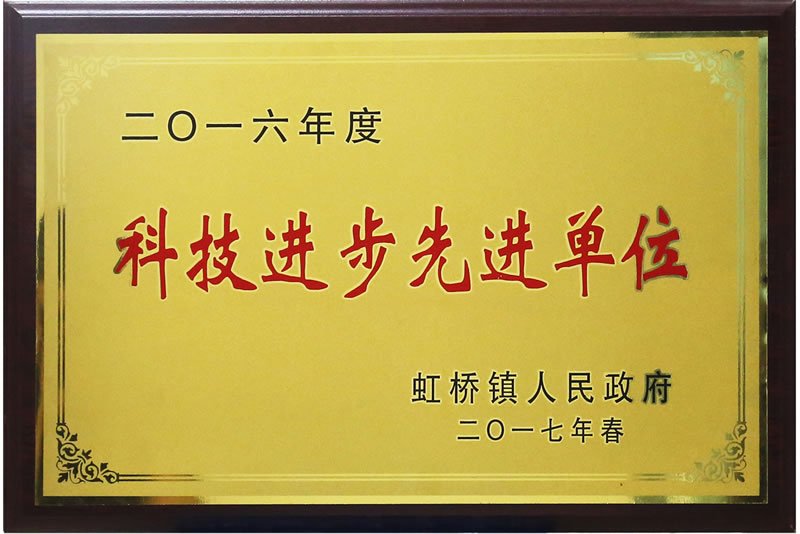 二〇一六年度
科技进步先进单位
虹桥镇人民政府
二〇一七年春